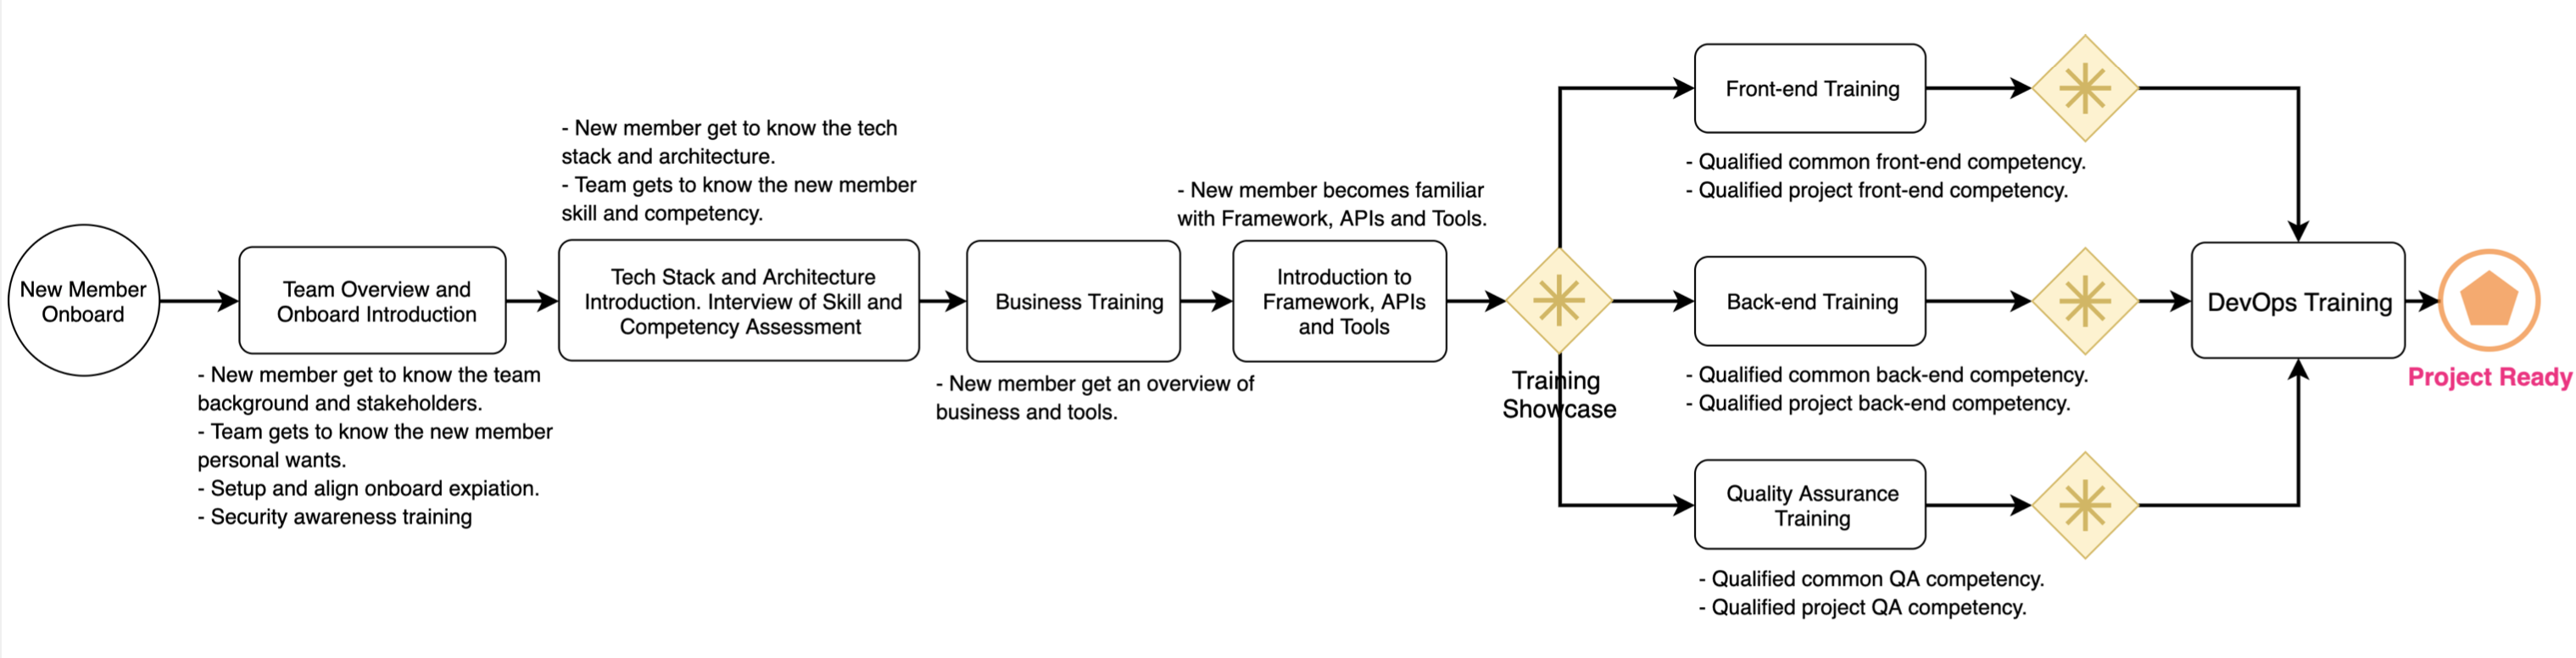 New Member
Onboard
Team Overview and
Onboard Introduction
- New member get to know the team
background and stakeholders.
- Team gets to know the new member
personal wants.
- Setup and align onboard expiation.
- Security awareness training
- New member get to know the tech
stack and architecture.
- Team gets to know the new member
skill and competency.
Tech Stack and Architecture
Introduction. Interview of Skill and
Competency Assessment
Business Training
- New member get an overview of
business and tools.
- New member becomes familiar
with Framework, APIs and Tools.
Introduction to
Framework, APIs
and Tools
Training
Showcase
Front-end Training
- Qualified common front-end competency.
- Qualified project front-end competency.
Back-end Training
- Qualified common back-end competency.
- Qualified project back-end competency.
Quality Assurance
Training
- Qualified common QA competency.
- Qualified project QA competency.
DevOps Training
Project Ready